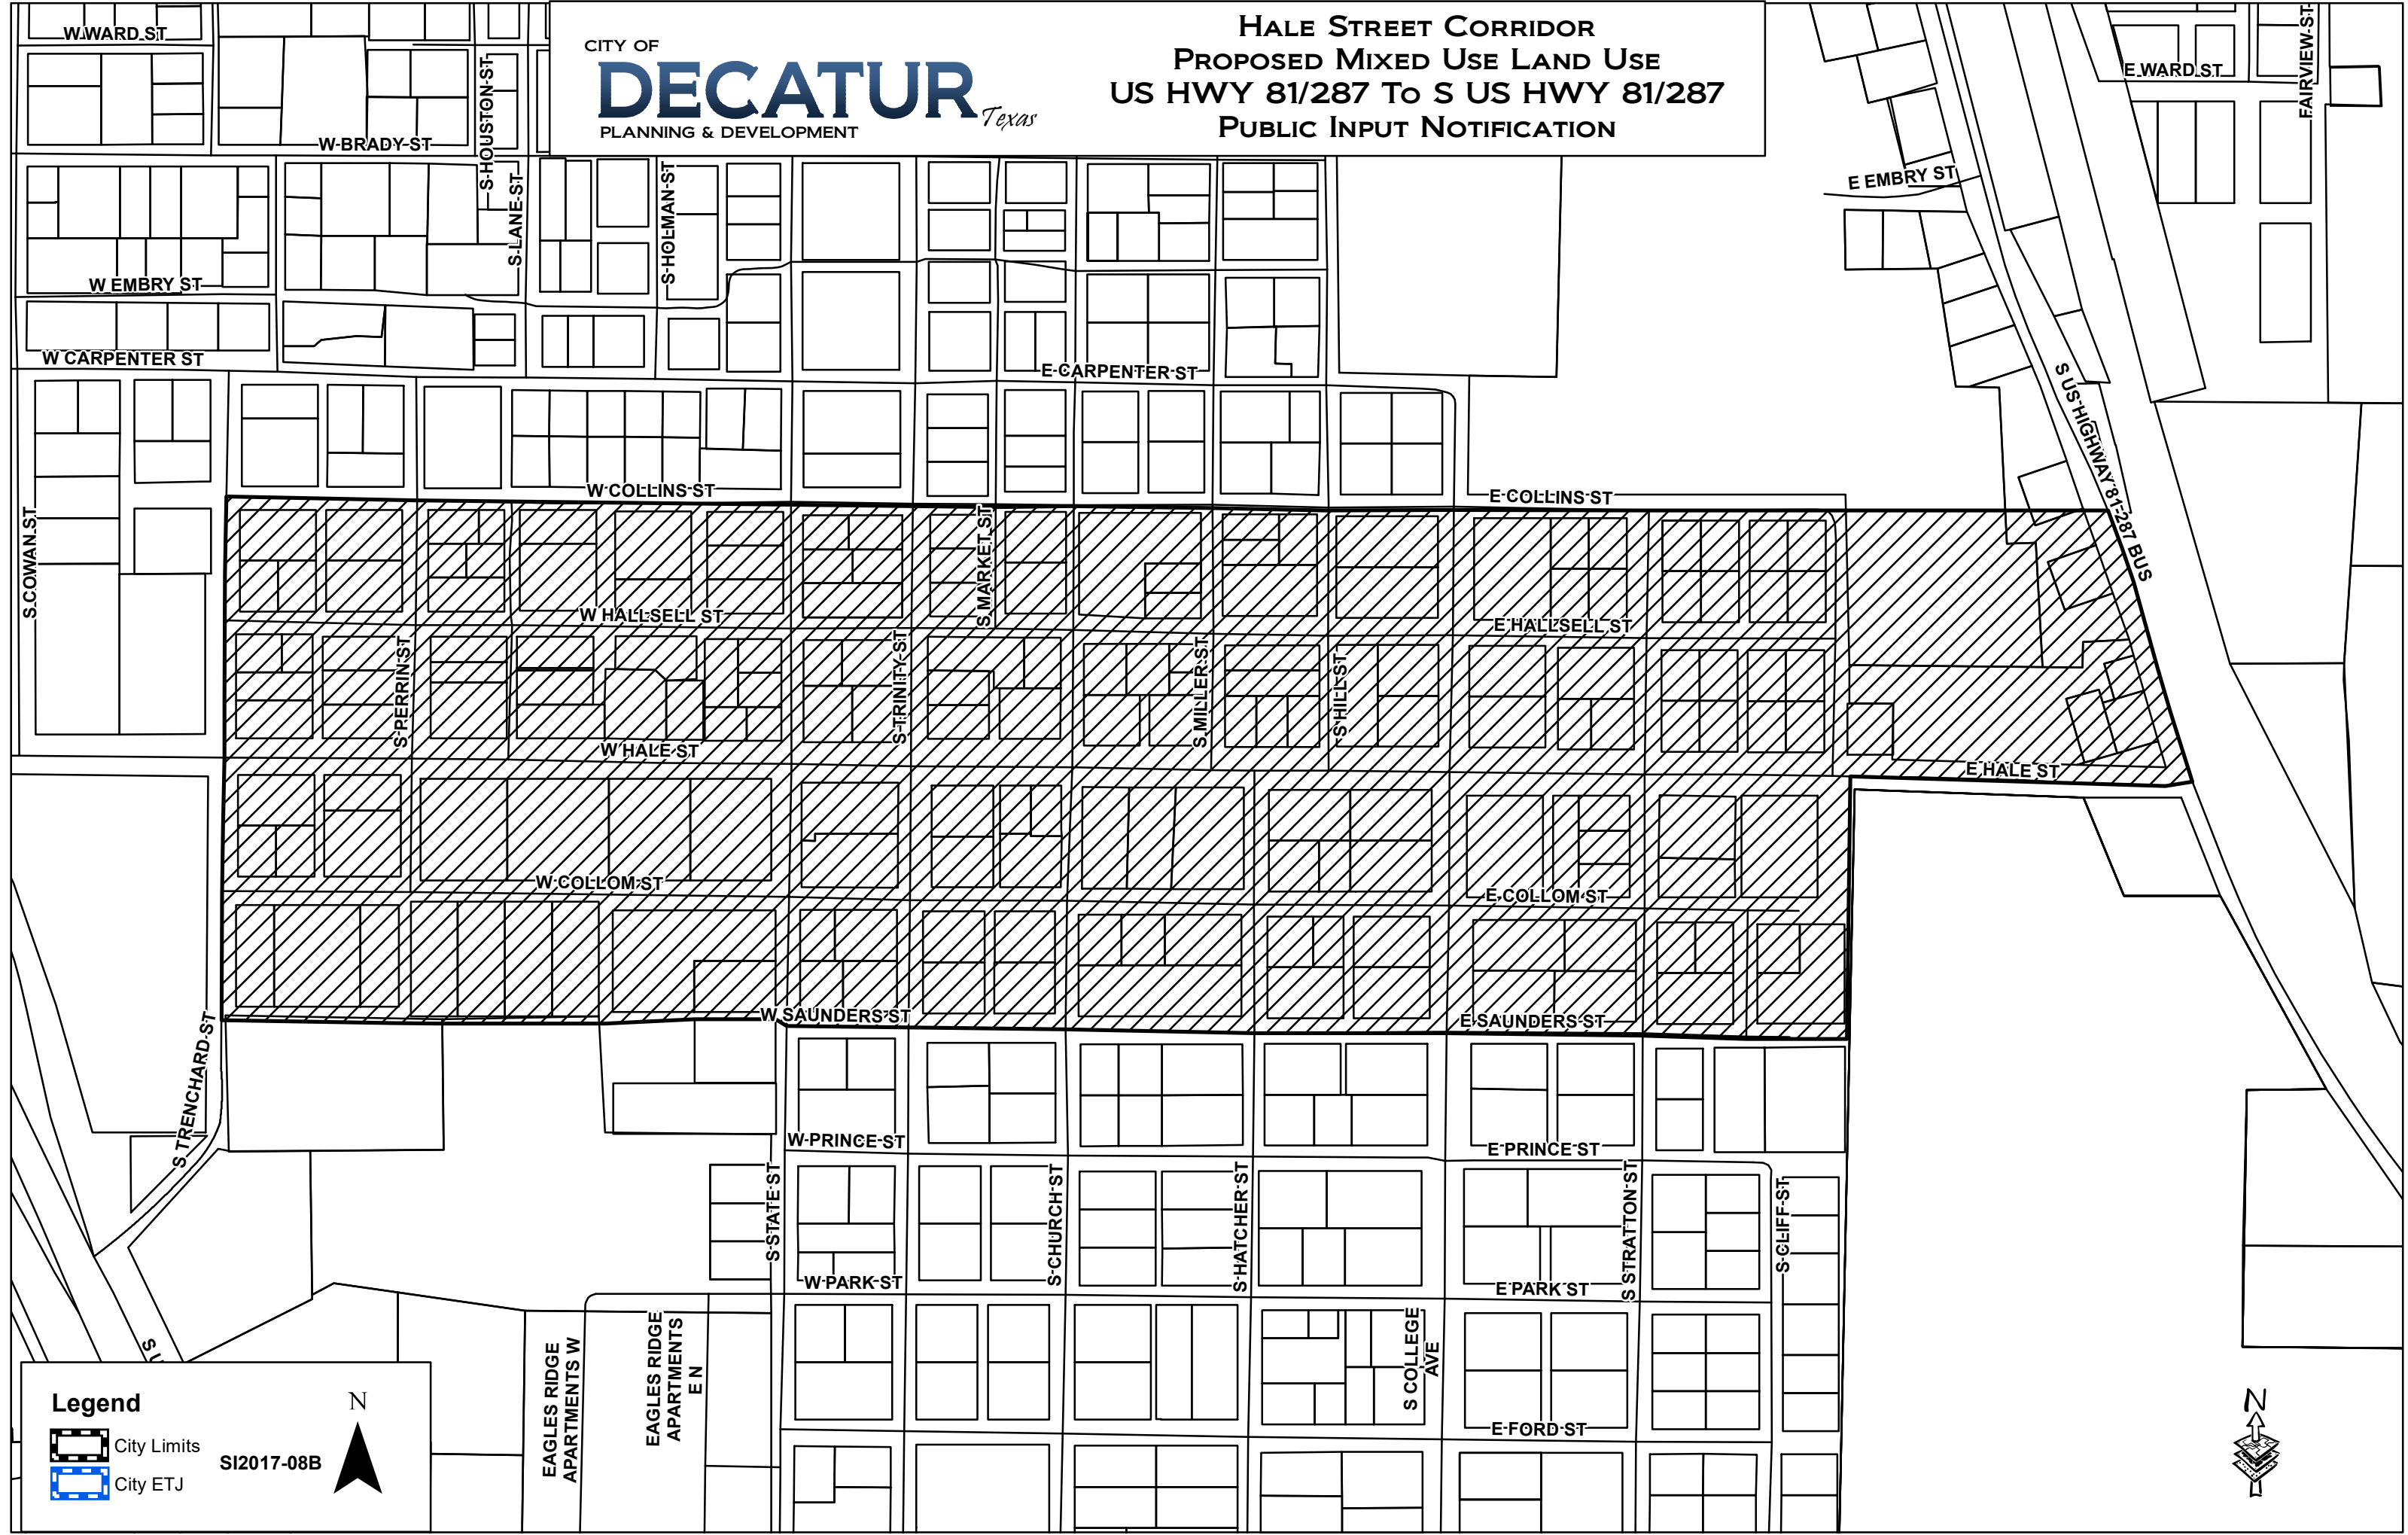 CITY OF
DECATUR
Texas
PLANNING & DEVELOPMENT
Hale Street Corridor
Proposed Mixed Use Land Use
US HWY 81/287 To S US HWY 81/287
Public Input Notification
W WARD ST
E WARD ST
FAIRVIEW ST
S HOUSTON ST
W BRADY ST
S LANE ST
S HOLMAN ST
E EMBRY ST
W EMBRY ST
W CARPENTER ST
E CARPENTER ST
S US HIGHWAY 81-287 BUS
W COLLINS ST
E COLLINS ST
S COWAN ST
S MARKET ST
W HALLSELL ST
E HALLSELL ST
S PERRIN ST
S TRINITY ST
S MILLER ST
S HILL ST
W HALE ST
E HALE ST
W COLLOM ST
E COLLOM ST
W SAUNDERS ST
E SAUNDERS ST
S TRENCHARD ST
W PRINCE ST
E PRINCE ST
S STATE ST
S CHURCH ST
S HATCHER ST
S STRATTON ST
S CLIFF ST
W PARK ST
E PARK ST
EAGLES RIDGE
APARTMENTS W
EAGLES RIDGE
APARTMENTS
E N
S COLLEGE
AVE
E FORD ST
S U
Legend
City Limits
City ETJ
SI2017-08B
N
N